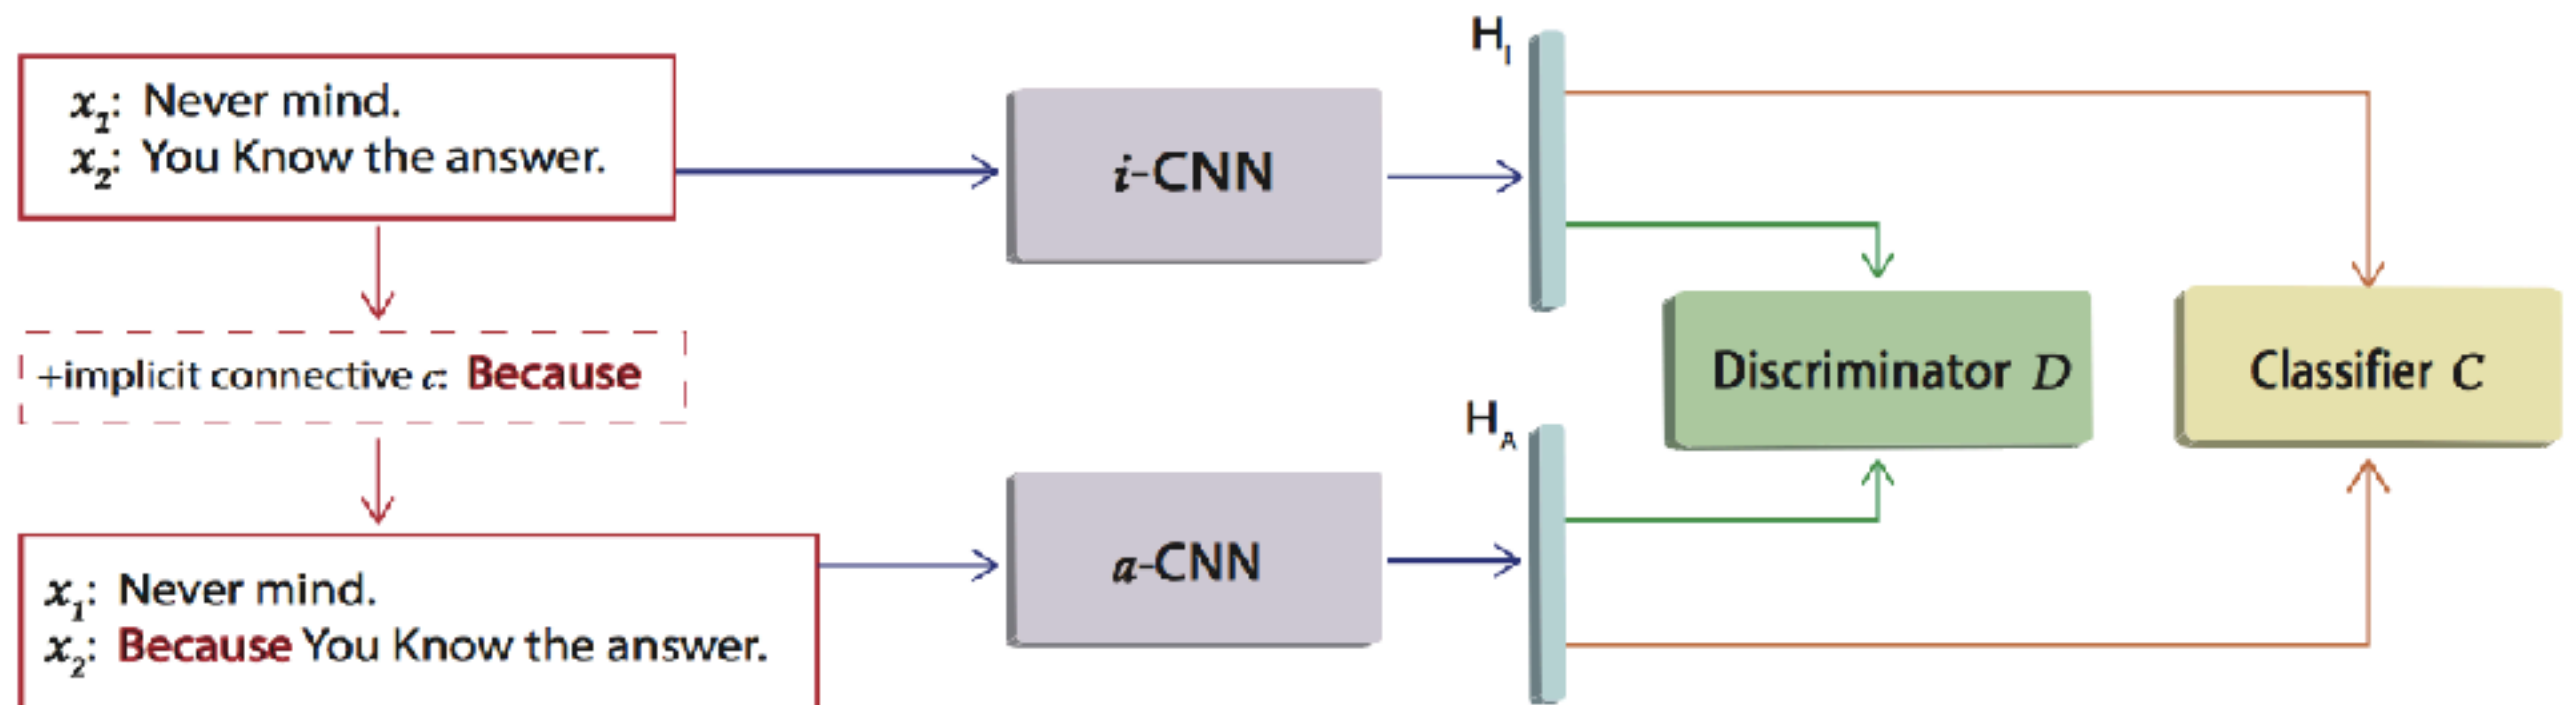 x1: Never mind.
x2: You Know the answer.
+implicit connective c: Because
x1: Never mind.
x2: Because You Know the answer.
i-CNN
a-CNN
HI
HA
Discriminator D
Classifier C